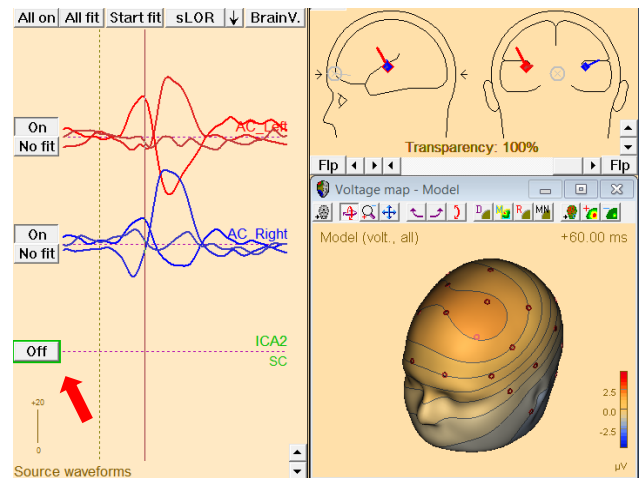 All on All fit Start fit sLOR BrainV.
On
No fit
AC_Left
On
No fit
AC_Right
Off
ICA2
SC
+20
0
Source waveforms
Transparency: 100%
Flp Flp
Voltage map - Model
D M R MN
Model (volt., all) +60.00 ms
2.5
0.0
-2.5
µV